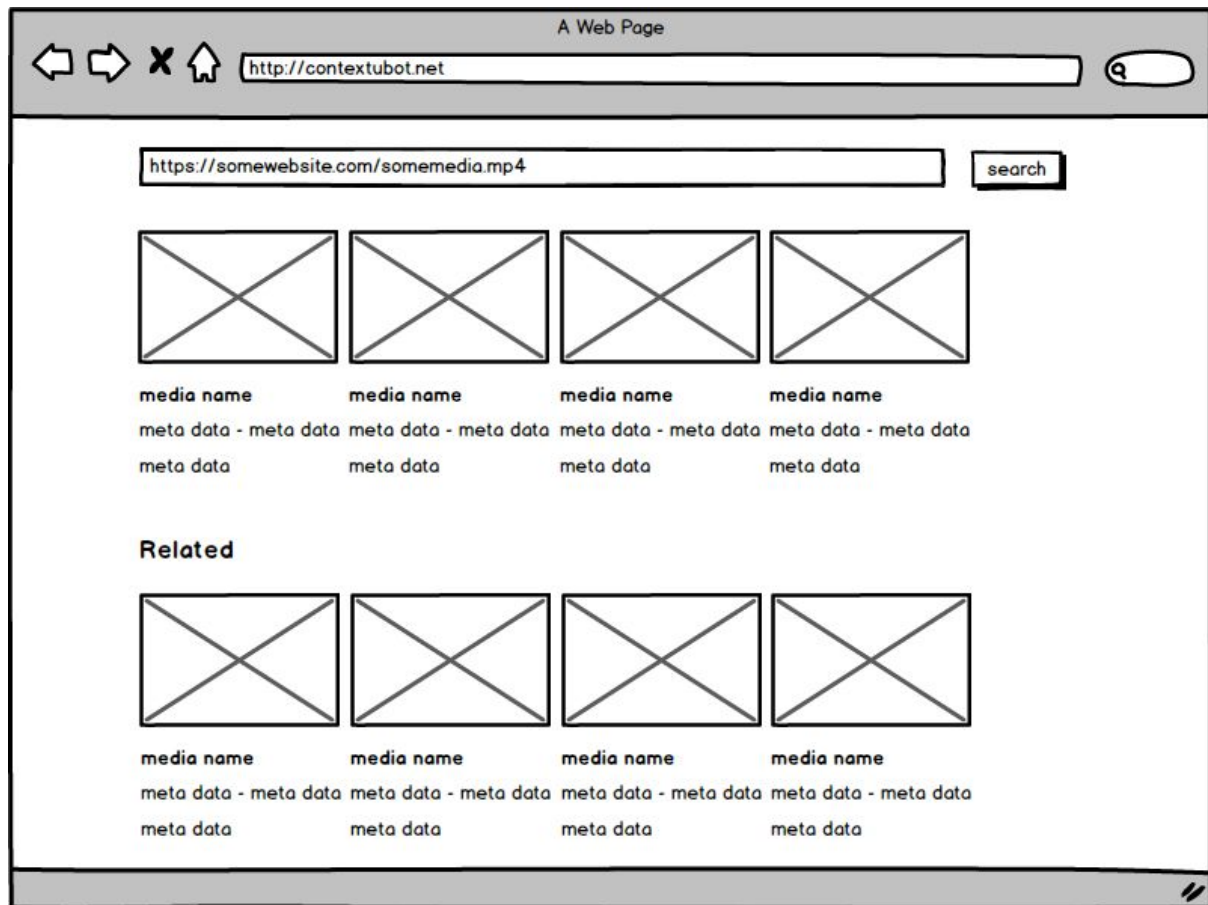 A Web Page
http://contextubot.net
https://somewebsite.com/somemedia.mp4
search
media name media name media name media name
meta data - meta data meta data - meta data meta data - meta data meta data - meta data
meta data meta data meta data meta data
Related
media name media name media name media name
meta data - meta data meta data - meta data meta data - meta data meta data - meta data
meta data meta data meta data meta data